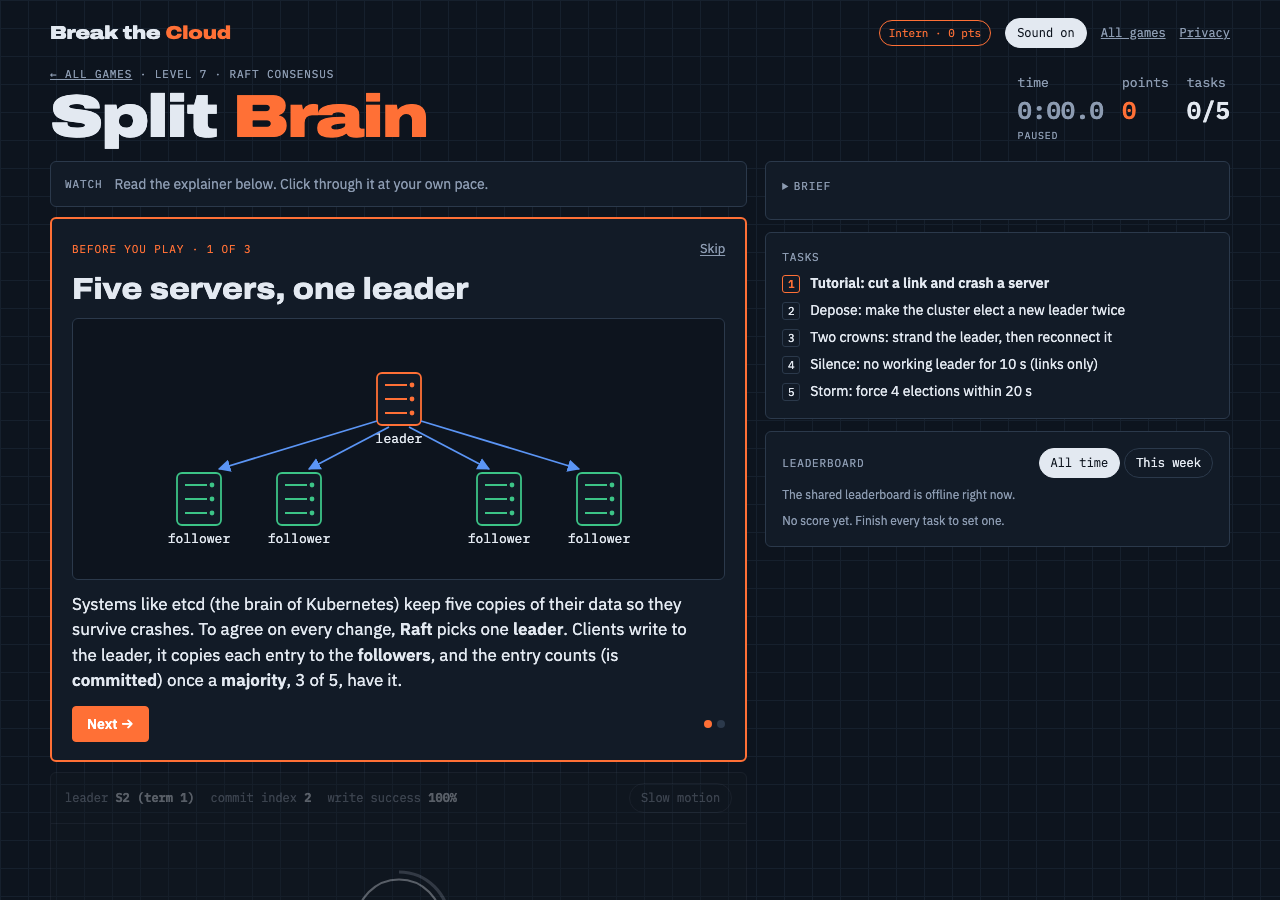 Break the Cloud
Intern · 0 pts
Sound on
All games
Privacy
← ALL GAMES · LEVEL 7 · RAFT CONSENSUS
Split Brain
time
0:00.0
PAUSED
points
0
tasks
0/5
WATCH Read the explainer below. Click through it at your own pace.
BEFORE YOU PLAY · 1 OF 3
Skip
Five servers, one leader
leader
follower
follower
follower
follower
Systems like etcd (the brain of Kubernetes) keep five copies of their data so they
survive crashes. To agree on every change, Raft picks one leader. Clients write to
the leader, it copies each entry to the followers, and the entry counts (is
committed) once a majority, 3 of 5, have it.
Next →
leader S2 (term 1) commit index 2 write success 100%
Slow motion
▶ BRIEF
TASKS
1 Tutorial: cut a link and crash a server
2 Depose: make the cluster elect a new leader twice
3 Two crowns: strand the leader, then reconnect it
4 Silence: no working leader for 10 s (links only)
5 Storm: force 4 elections within 20 s
LEADERBOARD
All time
This week
The shared leaderboard is offline right now.
No score yet. Finish every task to set one.